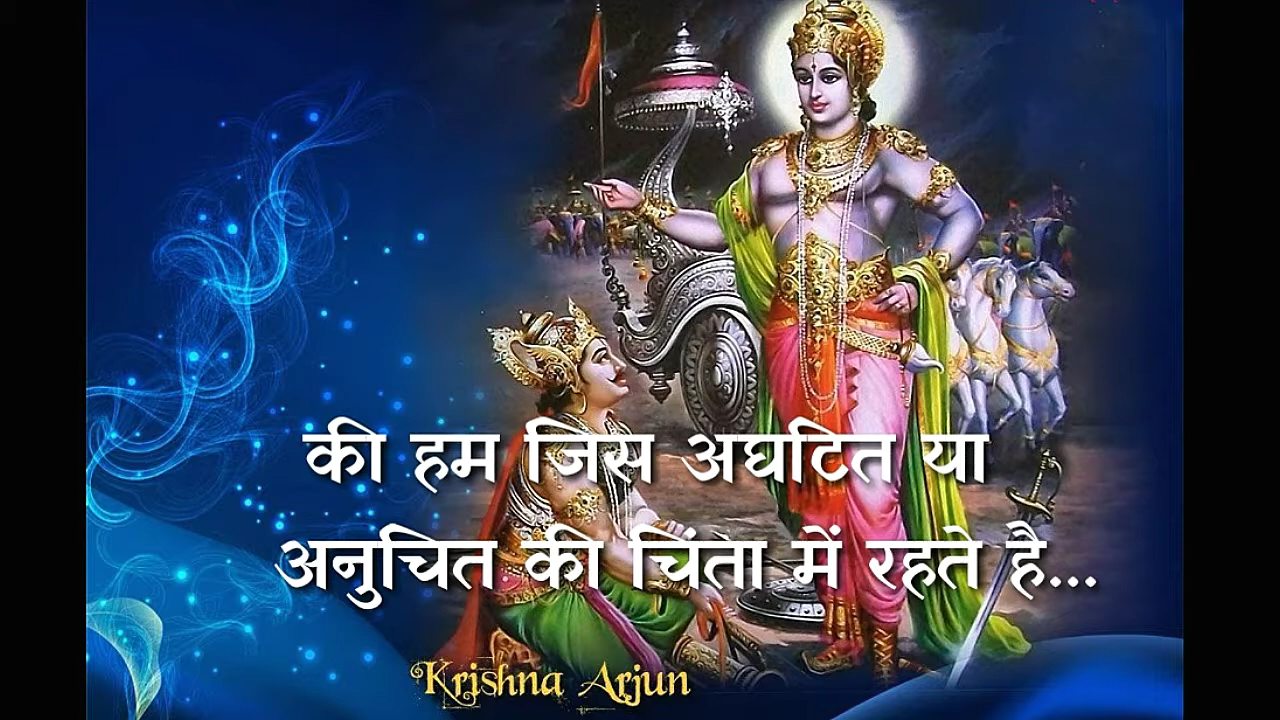 की हम जिस अघटित या
अनुचित की चिंता में रहते है...
Krishna Arjun